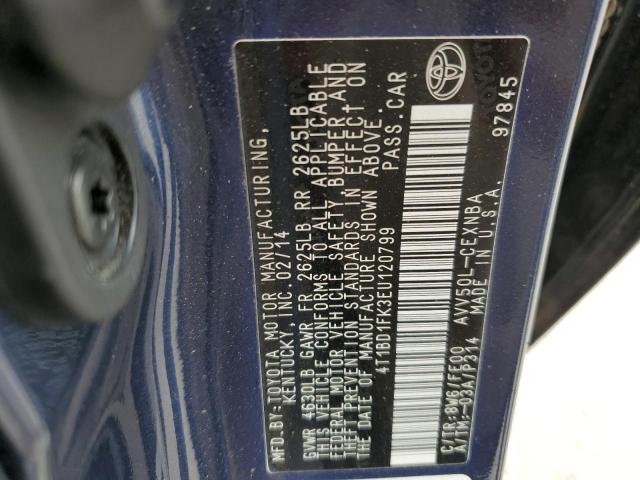 MFD.BY:TOYOTA MOTOR MANUFACTURING,
KENTUCKY, INC. 02/14
GVWR 4630LB GAWR FR 2625LB RR 2625LB
THIS VEHICLE CONFORMS TO ALL APPLICABLE
FEDERAL MOTOR VEHICLE SAFETY, BUMPER AND
THEFT PREVENTION STANDARDS IN EFFECT ON
THE DATE OF MANUFACTURE SHOWN ABOVE.
4T1BD1FK3EU120799 PASS.CAR
C/TR:8W6/FE00 AVV50L-CEXNBA
A/TM:-03A/P314 MADE IN U.S.A.
97845
TOYOTA